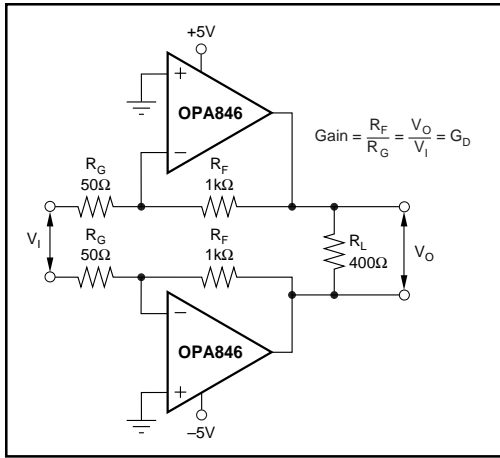 +5V
+
OPA846
−
Gain = R_F/R_G = V_O/V_I = G_D
R_G
50Ω
R_F
1kΩ
V_I
R_G
50Ω
R_F
1kΩ
R_L
400Ω
V_O
−
OPA846
+
–5V